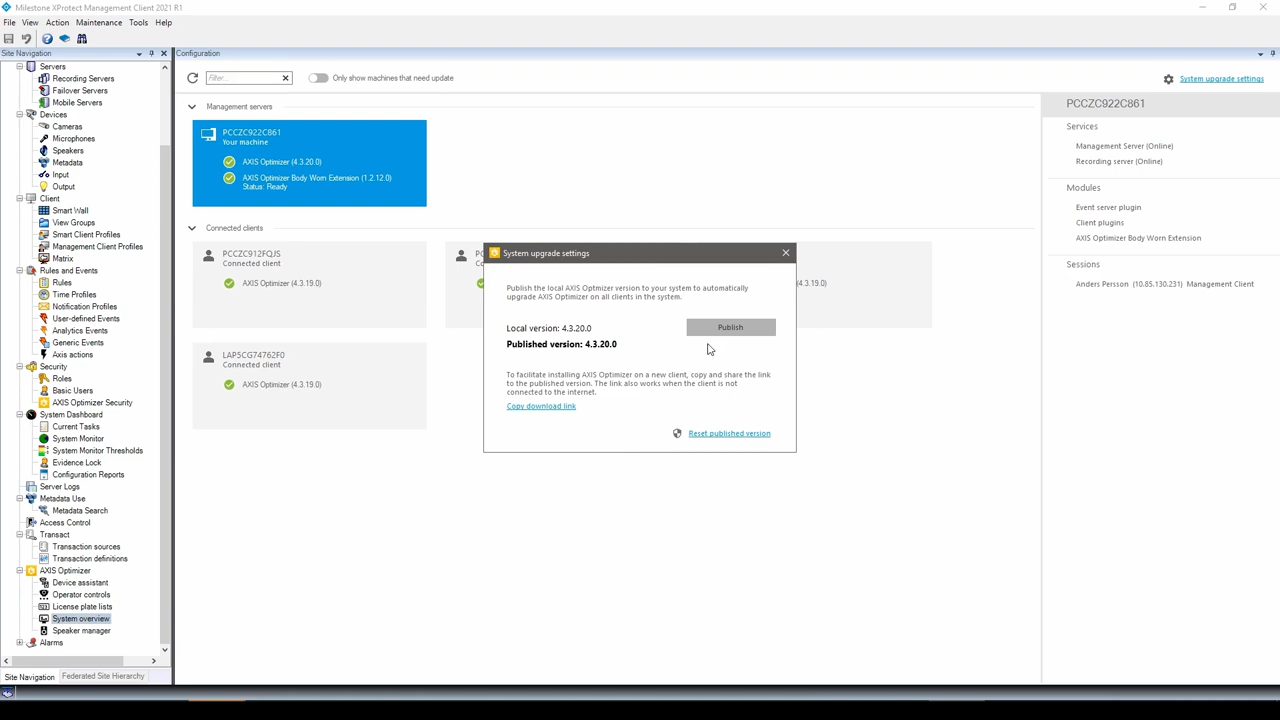 Milestone XProtect Management Client 2021 R1
File View Action Maintenance Tools Help
Site Navigation
Servers
Recording Servers
Failover Servers
Mobile Servers
Devices
Cameras
Microphones
Speakers
Metadata
Input
Output
Client
Smart Wall
View Groups
Smart Client Profiles
Management Client Profiles
Matrix
Rules and Events
Rules
Time Profiles
Notification Profiles
User-defined Events
Analytics Events
Generic Events
Axis actions
Security
Roles
Basic Users
AXIS Optimizer Security
System Dashboard
Current Tasks
System Monitor
System Monitor Thresholds
Evidence Lock
Configuration Reports
Server Logs
Metadata Use
Metadata Search
Access Control
Transact
Transaction sources
Transaction definitions
AXIS Optimizer
Device assistant
Operator controls
License plate lists
System overview
Speaker manager
Alarms
Site Navigation Federated Site Hierarchy
Configuration
Filter... Only show machines that need update
System upgrade settings
Management servers
PCCZC922C861
Your machine
AXIS Optimizer (4.3.20.0)
AXIS Optimizer Body Worn Extension (1.2.12.0)
Status: Ready
Connected clients
PCCZC912FQJS
Connected client
AXIS Optimizer (4.3.19.0)
(4.3.19.0)
LAP5CG74762F0
Connected client
AXIS Optimizer (4.3.19.0)
System upgrade settings
Publish the local AXIS Optmizer version to your system to automatically
upgrade AXIS Optimizer on all clients in the system.
Local version: 4.3.20.0
Publish
Published version: 4.3.20.0
To facilitate installing AXIS Optimizer on a new client, copy and share the link
to the published version. The link also works when the client is not
connected to the internet.
Copy download link
Reset published version
PCCZC922C861
Services
Management Server (Online)
Recording server (Online)
Modules
Event server plugin
Client plugins
AXIS Optimizer Body Worn Extension
Sessions
Anders Persson (10.85.130.231) Management Client